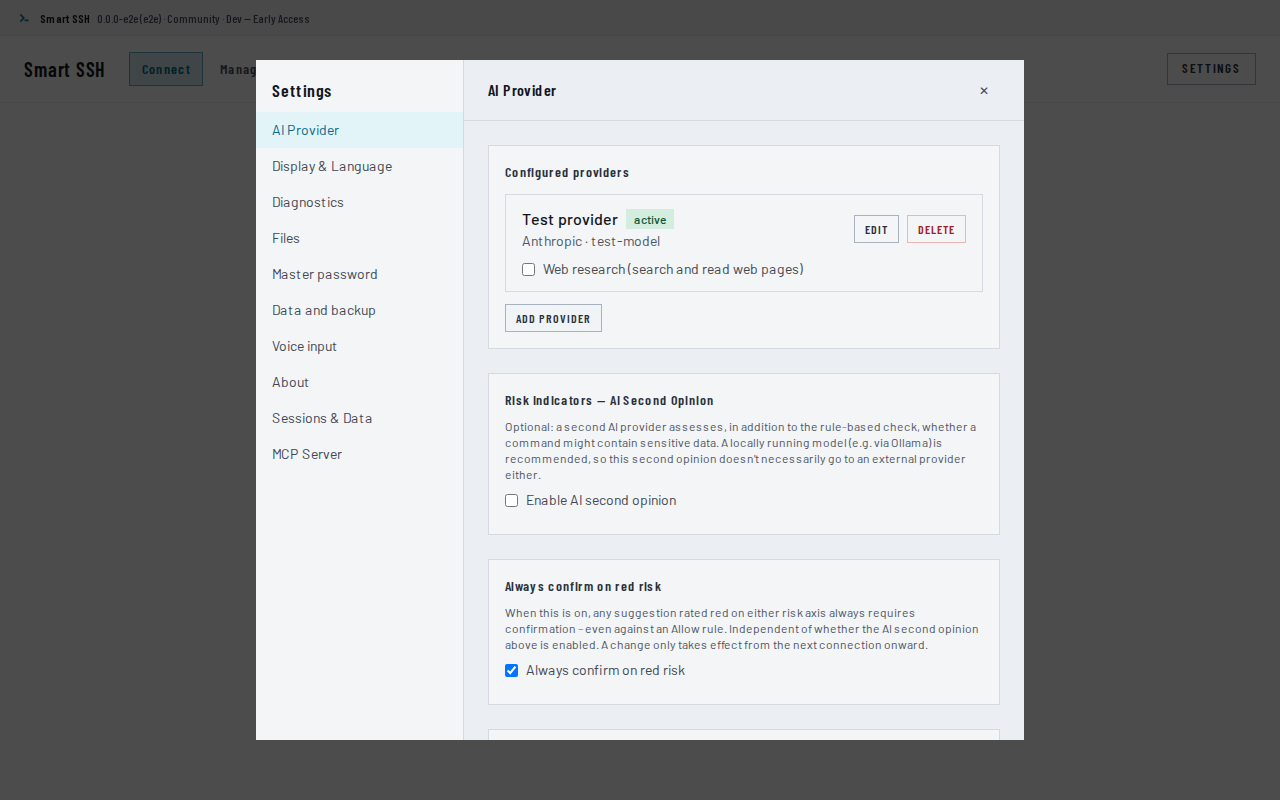 Smart SSH 0.0.0-e2e (e2e) · Community · Dev — Early Access
Smart SSH
Connect
SETTINGS
Settings
AI Provider
Display & Language
Diagnostics
Files
Master password
Data and backup
Voice input
About
Sessions & Data
MCP Server
AI Provider
×
Configured providers
Test provider active
Anthropic · test-model
EDIT
DELETE
Web research (search and read web pages)
ADD PROVIDER
Risk indicators — AI Second Opinion
Optional: a second AI provider assesses, in addition to the rule-based check, whether a
command might contain sensitive data. A locally running model (e.g. via Ollama) is
recommended, so this second opinion doesn't necessarily go to an external provider
either.
Enable AI second opinion
Always confirm on red risk
When this is on, any suggestion rated red on either risk axis always requires
confirmation - even against an Allow rule. Independent of whether the AI second opinion
above is enabled. A change only takes effect from the next connection onward.
Always confirm on red risk